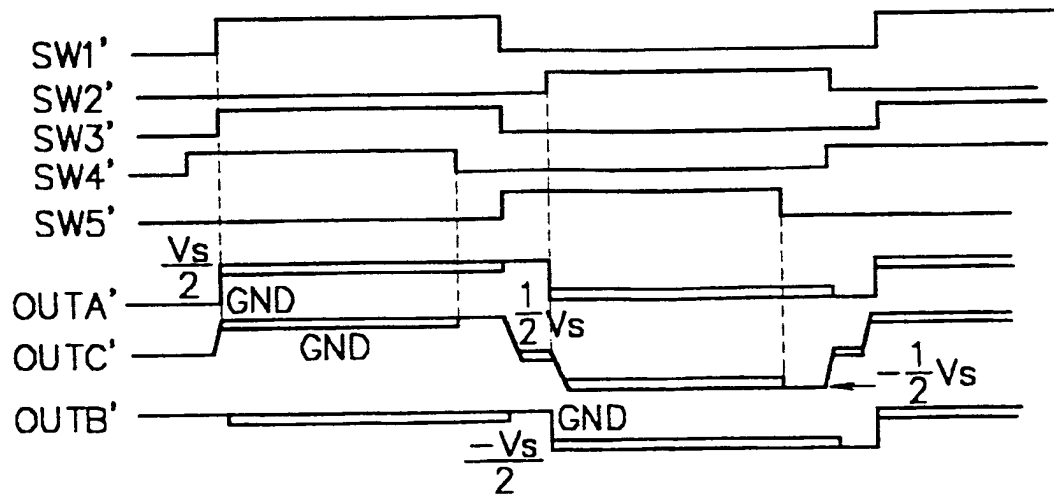 SW1'
SW2'
SW3'
SW4'
SW5'
Vs
2
OUTA'
GND
1
2
Vs
OUTC'
GND
-1
2
Vs
OUTB'
GND
-Vs
2